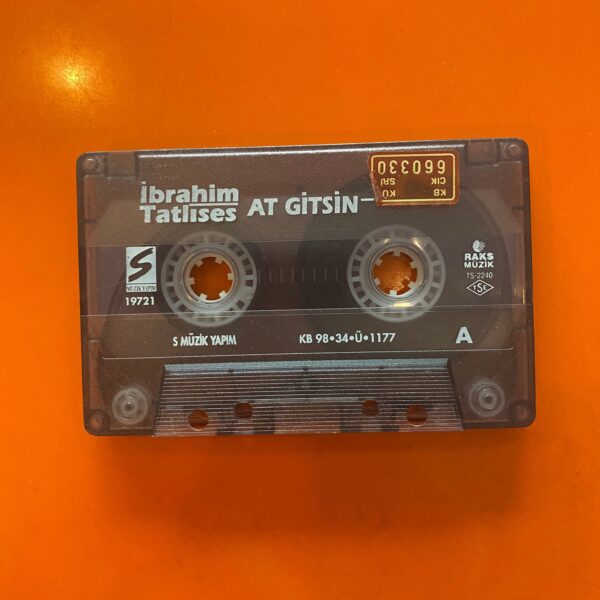 İbrahim
Tatlıses
AT GİTSİN
KB KÜ
CIK SRİ
660330
S
MÜZİK YAPIM
19721
RAKS
MÜZİK
TS-2240
TSE
S MÜZİK YAPIM
KB 98•34•Ü•1177
A